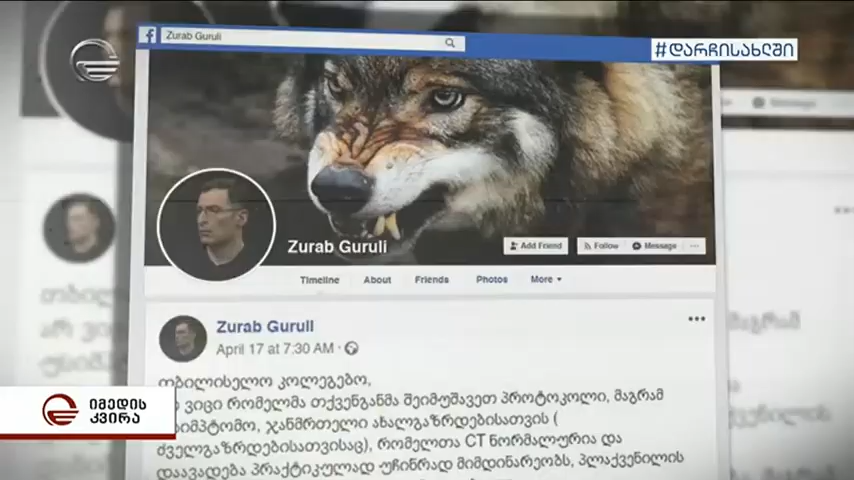 Zurab Guruli
#ᲓᲐᲠᲩᲘᲡᲐᲮᲚᲨᲘ
Zurab Guruli
Add Friend
Follow
Message
Timeline
About
Friends
Photos
More
Zurab Guruli
April 17 at 7:30 AM
თბილისელო კოლეგებო,
ვიცი რომელმა თქვენგანმა შეიმუშავეთ პროტოკოლი, მაგრამ
ჯანმრთელი ახალგაზრდებისათვის (
ძველგაზრდებისათვისაც), რომელთა CT ნორმალურია და
დაავადება პრაქტიკულად უჩინრად მიმდინარეობს, პლაქვენილის
ᲘᲛᲔᲓᲘᲡ
ᲙᲕᲘᲠᲐ